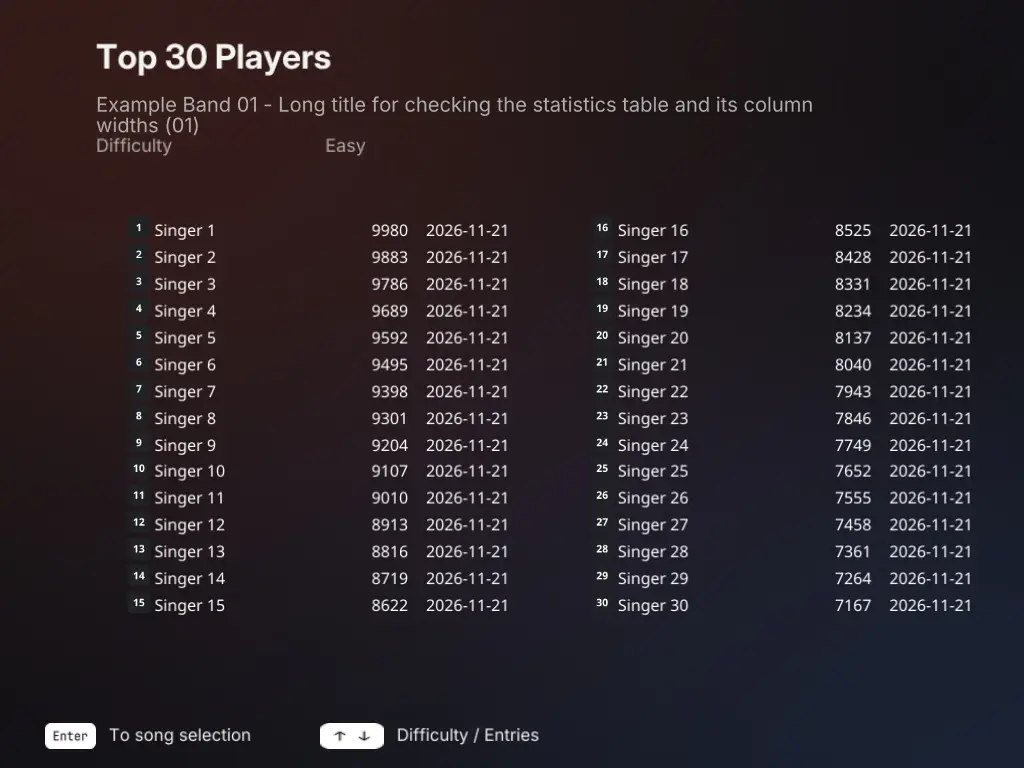 Top 30 Players
Example Band 01 - Long title for checking the statistics table and its column
widths (01)
Difficulty Easy
1 Singer 1 9980 2026-11-21
2 Singer 2 9883 2026-11-21
3 Singer 3 9786 2026-11-21
4 Singer 4 9689 2026-11-21
5 Singer 5 9592 2026-11-21
6 Singer 6 9495 2026-11-21
7 Singer 7 9398 2026-11-21
8 Singer 8 9301 2026-11-21
9 Singer 9 9204 2026-11-21
10 Singer 10 9107 2026-11-21
11 Singer 11 9010 2026-11-21
12 Singer 12 8913 2026-11-21
13 Singer 13 8816 2026-11-21
14 Singer 14 8719 2026-11-21
15 Singer 15 8622 2026-11-21
16 Singer 16 8525 2026-11-21
17 Singer 17 8428 2026-11-21
18 Singer 18 8331 2026-11-21
19 Singer 19 8234 2026-11-21
20 Singer 20 8137 2026-11-21
21 Singer 21 8040 2026-11-21
22 Singer 22 7943 2026-11-21
23 Singer 23 7846 2026-11-21
24 Singer 24 7749 2026-11-21
25 Singer 25 7652 2026-11-21
26 Singer 26 7555 2026-11-21
27 Singer 27 7458 2026-11-21
28 Singer 28 7361 2026-11-21
29 Singer 29 7264 2026-11-21
30 Singer 30 7167 2026-11-21
Enter To song selection ↑ ↓ Difficulty / Entries